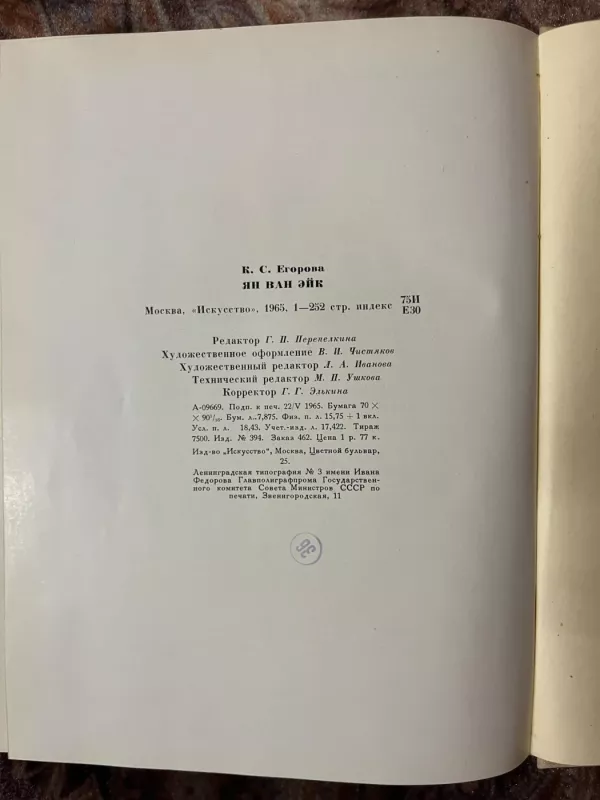 К. С. Егорова
ЯН ВАН ЭЙК
Москва, «Искусство», 1965, 1—252 стр. индекс 75И
Е30
Редактор Г. П. Перепелкина
Художественное оформление В. И. Чистяков
Художественный редактор Л. А. Иванова
Технический редактор М. П. Ушкова
Корректор Г. Г. Элькина
А-09669. Подп. к печ. 22/V 1965. Бумага 70 ×
× 90¹/₁₆. Бум. л. 7,875. Физ. п. л. 15,75 + 1 вкл.
Усл. п. л. 18,43. Учет.-изд. л. 17,422. Тираж
7500. Изд. № 394. Заказ 462. Цена 1 р. 77 к.
Изд-во „Искусство", Москва, Цветной бульвар,
25.
Ленинградская типография № 3 имени Ивана
Федорова Главполиграфпрома Государствен-
ного комитета Совета Министров СССР по
печати, Звенигородская, 11
36